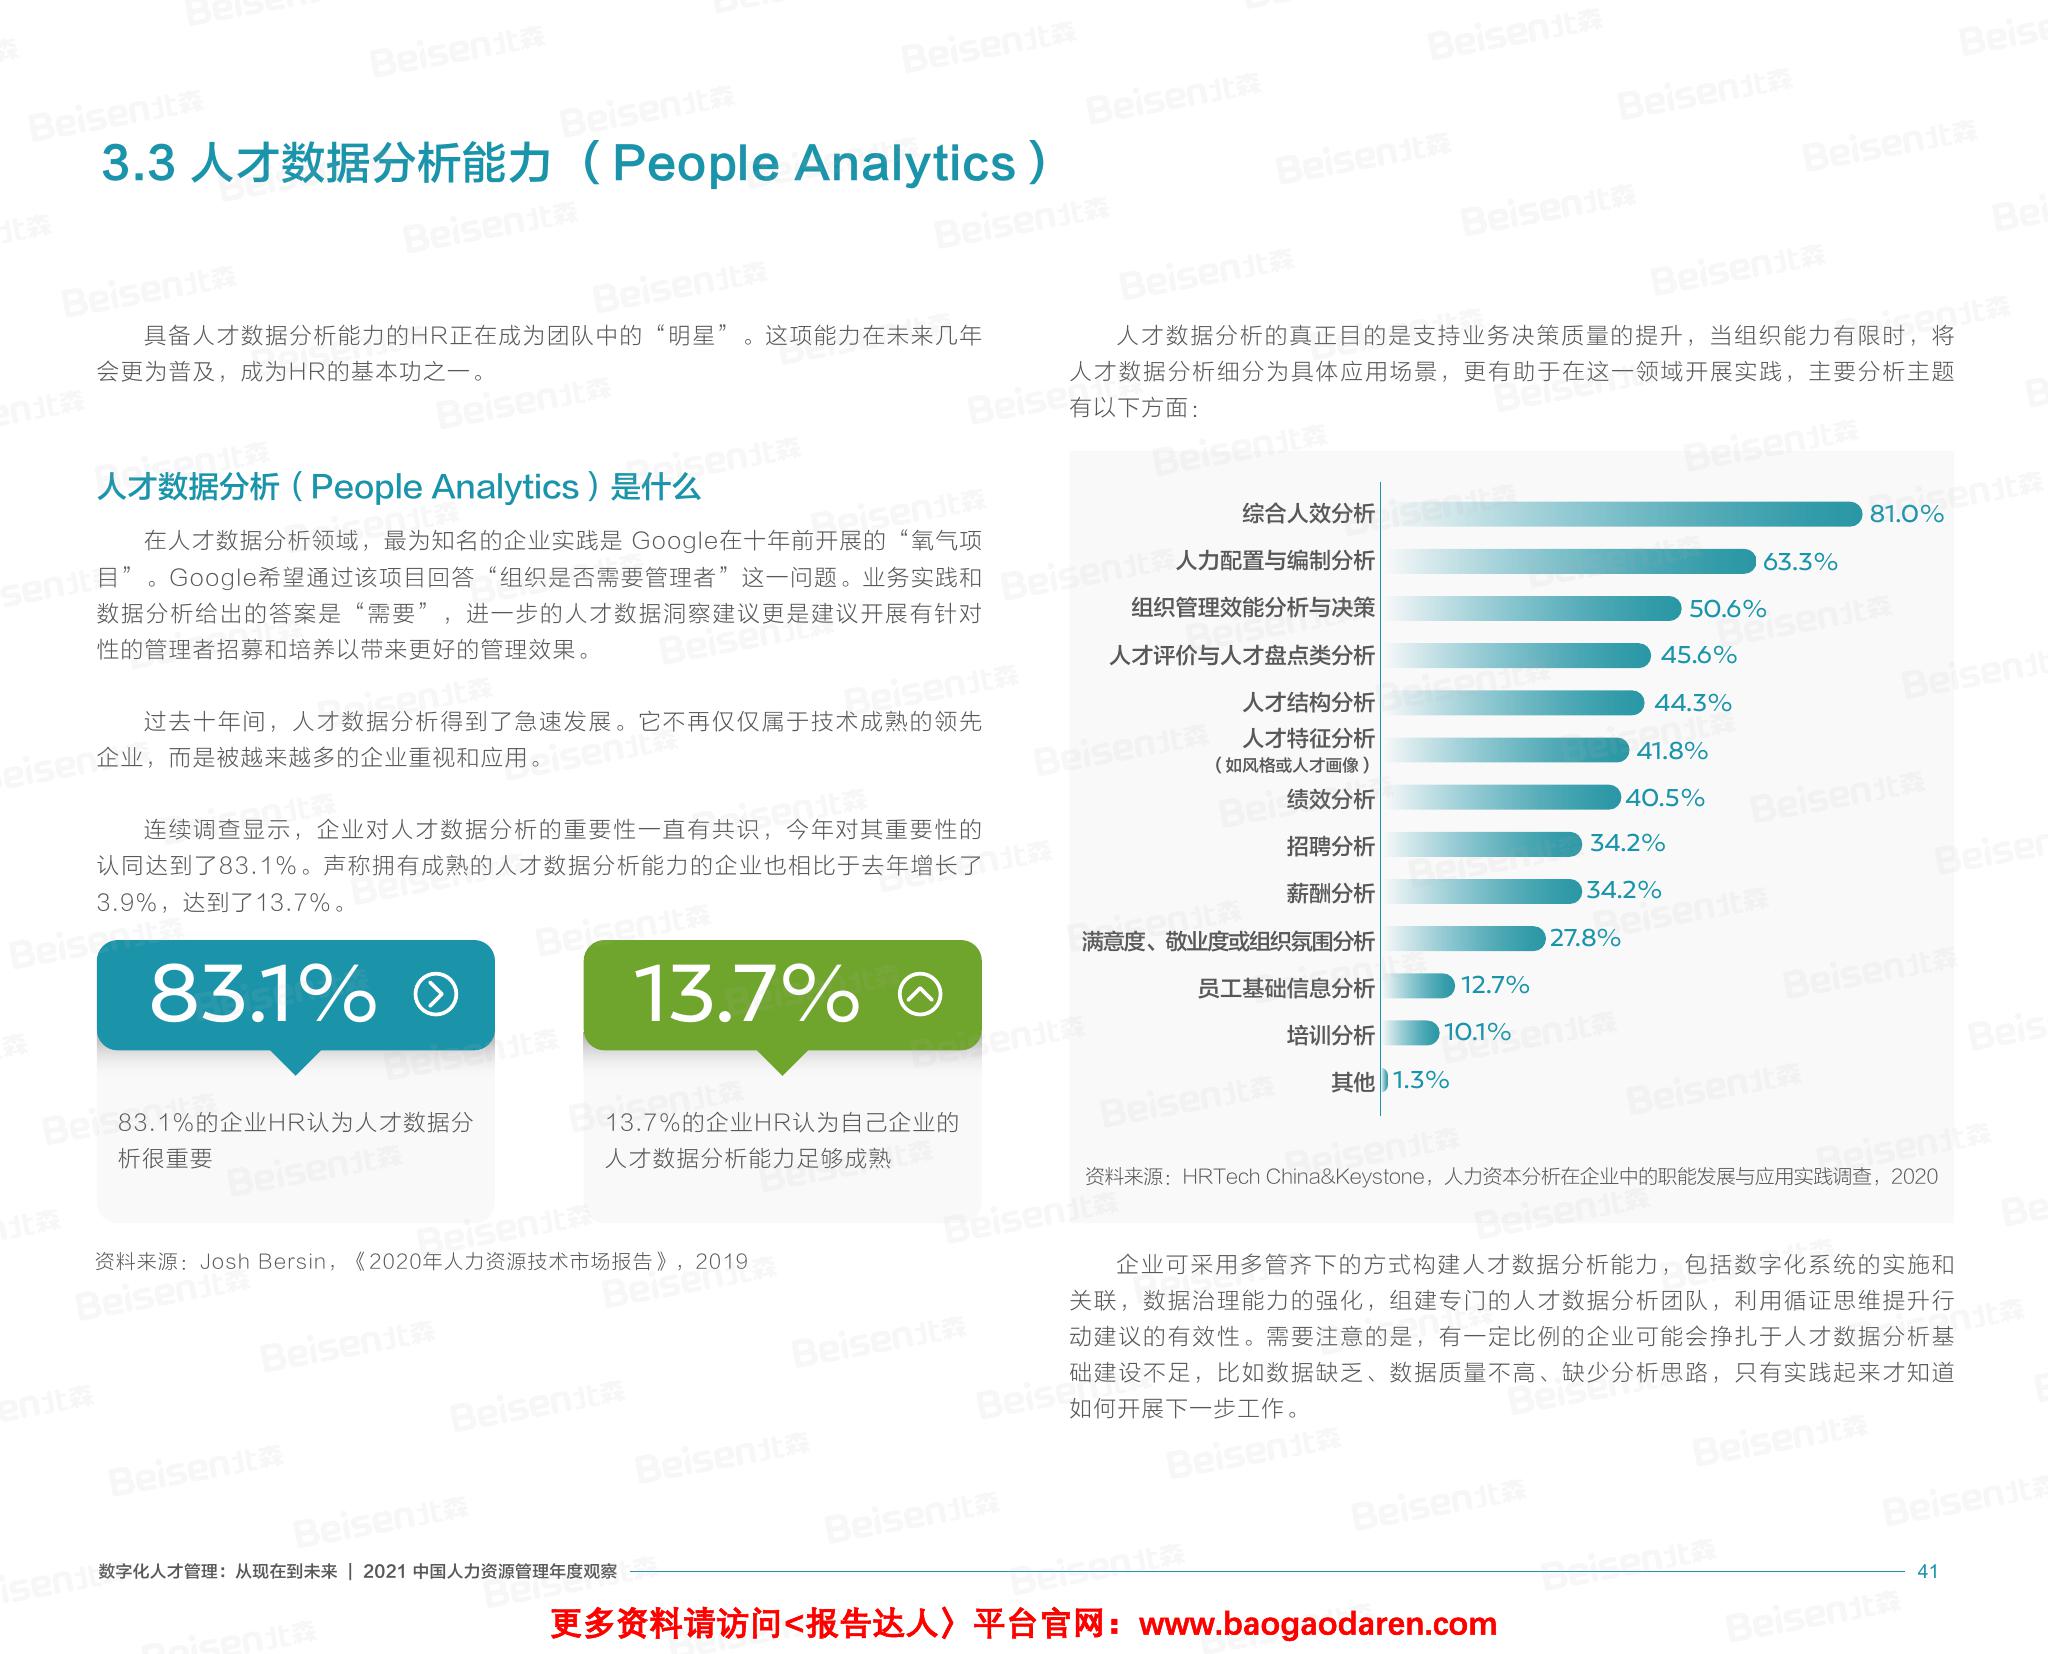 3.3 人才数据分析能力（People Analytics）
具备人才数据分析能力的HR正在成为团队中的“明星”。这项能力在未来几年
会更为普及，成为HR的基本功之一。
人才数据分析（People Analytics）是什么
在人才数据分析领域，最为知名的企业实践是 Google在十年前开展的“氧气项
目”。Google希望通过该项目回答“组织是否需要管理者”这一问题。业务实践和
数据分析给出的答案是“需要”，进一步的人才数据洞察建议更是建议开展有针对
性的管理者招募和培养以带来更好的管理效果。
过去十年间，人才数据分析得到了急速发展。它不再仅仅属于技术成熟的领先
企业，而是被越来越多的企业重视和应用。
连续调查显示，企业对人才数据分析的重要性一直有共识，今年对其重要性的
认同达到了83.1%。声称拥有成熟的人才数据分析能力的企业也相比于去年增长了
3.9%，达到了13.7%。
83.1%
83.1%的企业HR认为人才数据分
析很重要
13.7%
13.7%的企业HR认为自己企业的
人才数据分析能力足够成熟
资料来源：Josh Bersin，《2020年人力资源技术市场报告》，2019
人才数据分析的真正目的是支持业务决策质量的提升，当组织能力有限时，将
人才数据分析细分为具体应用场景，更有助于在这一领域开展实践，主要分析主题
有以下方面：
综合人效分析 81.0%
人力配置与编制分析 63.3%
组织管理效能分析与决策 50.6%
人才评价与人才盘点类分析 45.6%
人才结构分析 44.3%
人才特征分析 41.8%
（如风格或人才画像）
绩效分析 40.5%
招聘分析 34.2%
薪酬分析 34.2%
满意度、敬业度或组织氛围分析 27.8%
员工基础信息分析 12.7%
培训分析 10.1%
其他 1.3%
资料来源：HRTech China&Keystone，人力资本分析在企业中的职能发展与应用实践调查，2020
企业可采用多管齐下的方式构建人才数据分析能力，包括数字化系统的实施和
关联，数据治理能力的强化，组建专门的人才数据分析团队，利用循证思维提升行
动建议的有效性。需要注意的是，有一定比例的企业可能会挣扎于人才数据分析基
础建设不足，比如数据缺乏、数据质量不高、缺少分析思路，只有实践起来才知道
如何开展下一步工作。
数字化人才管理：从现在到未来 | 2021 中国人力资源管理年度观察 41
更多资料请访问<报告达人〉平台官网：www.baogaodaren.com
Beisen北森